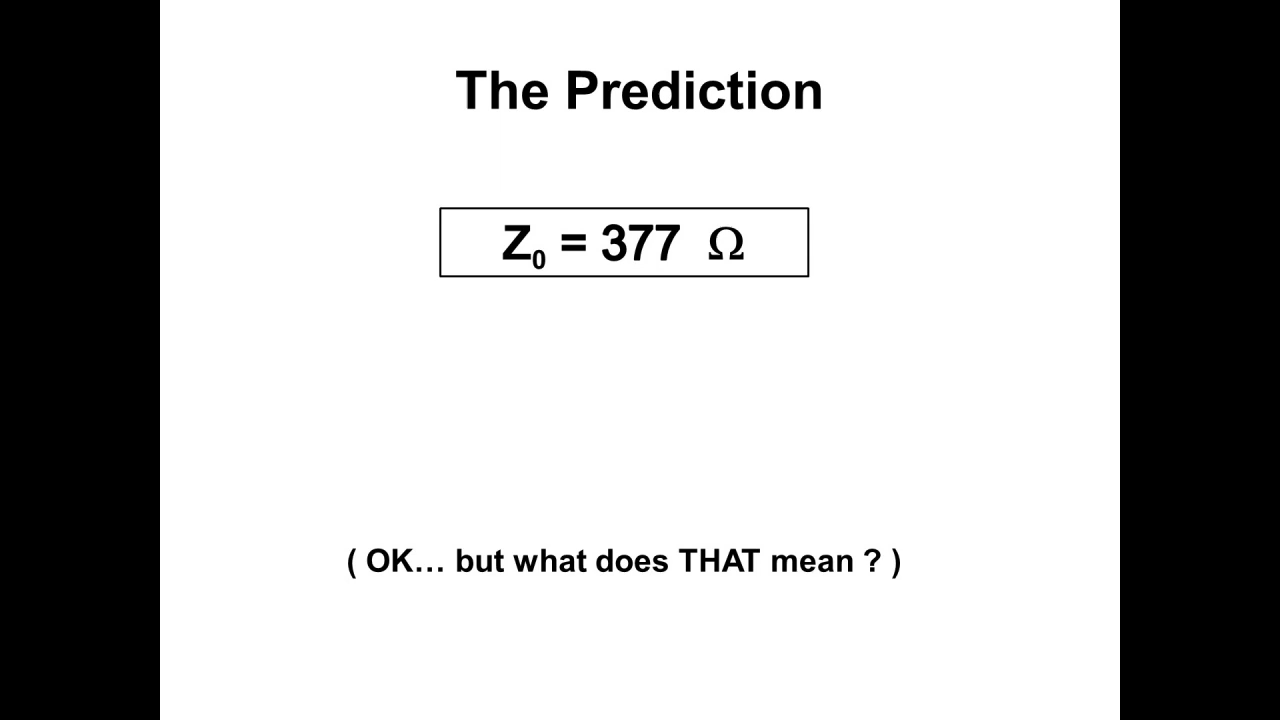 The Prediction
Z₀ = 377 Ω
( OK… but what does THAT mean ? )